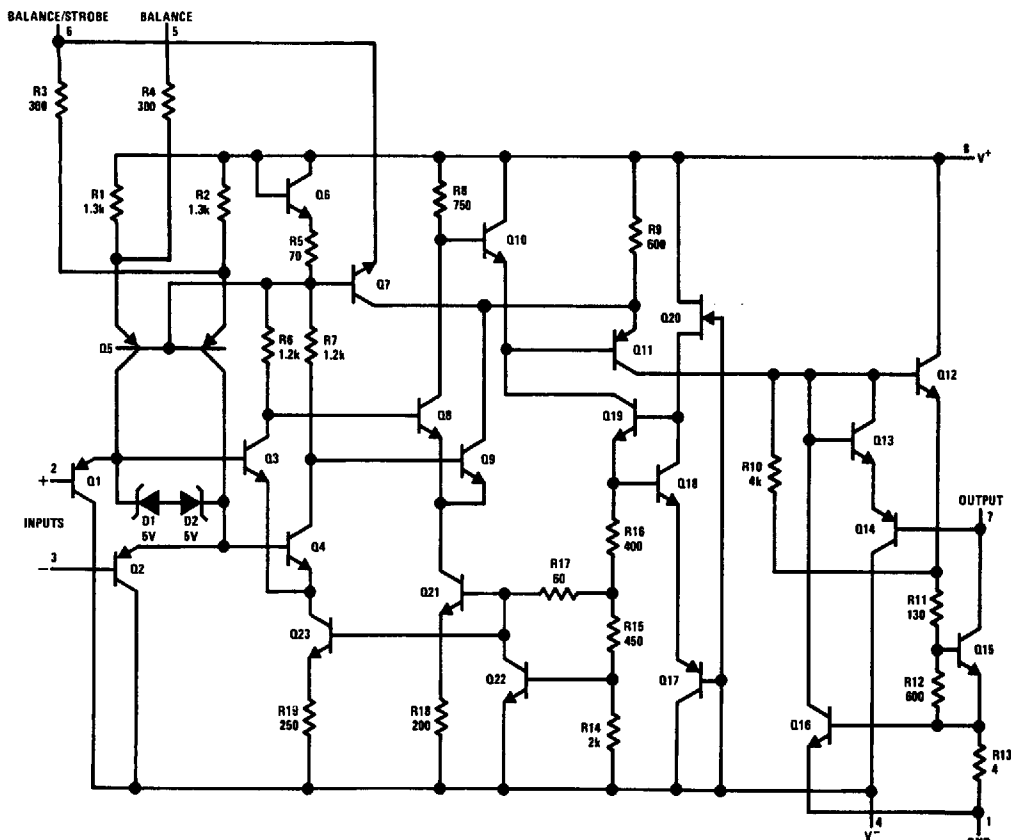 BALANCE/STROBE
6
BALANCE
5
R3
300
R4
300
8
V+
R1
1.3k
R2
1.3k
Q6
R5
70
R8
750
Q10
R9
600
Q7
Q20
Q5
R6
1.2k
R7
1.2k
Q11
Q12
Q8
Q19
Q3
Q9
Q13
2
+
Q1
Q18
R10
4k
OUTPUT
7
D1
5V
D2
5V
INPUTS
Q14
R16
400
3
−
Q2
Q4
R17
60
Q21
R11
130
Q23
R15
450
Q15
Q22
Q17
R12
600
R19
250
R18
200
R14
2k
Q16
R13
4
4
V−
1